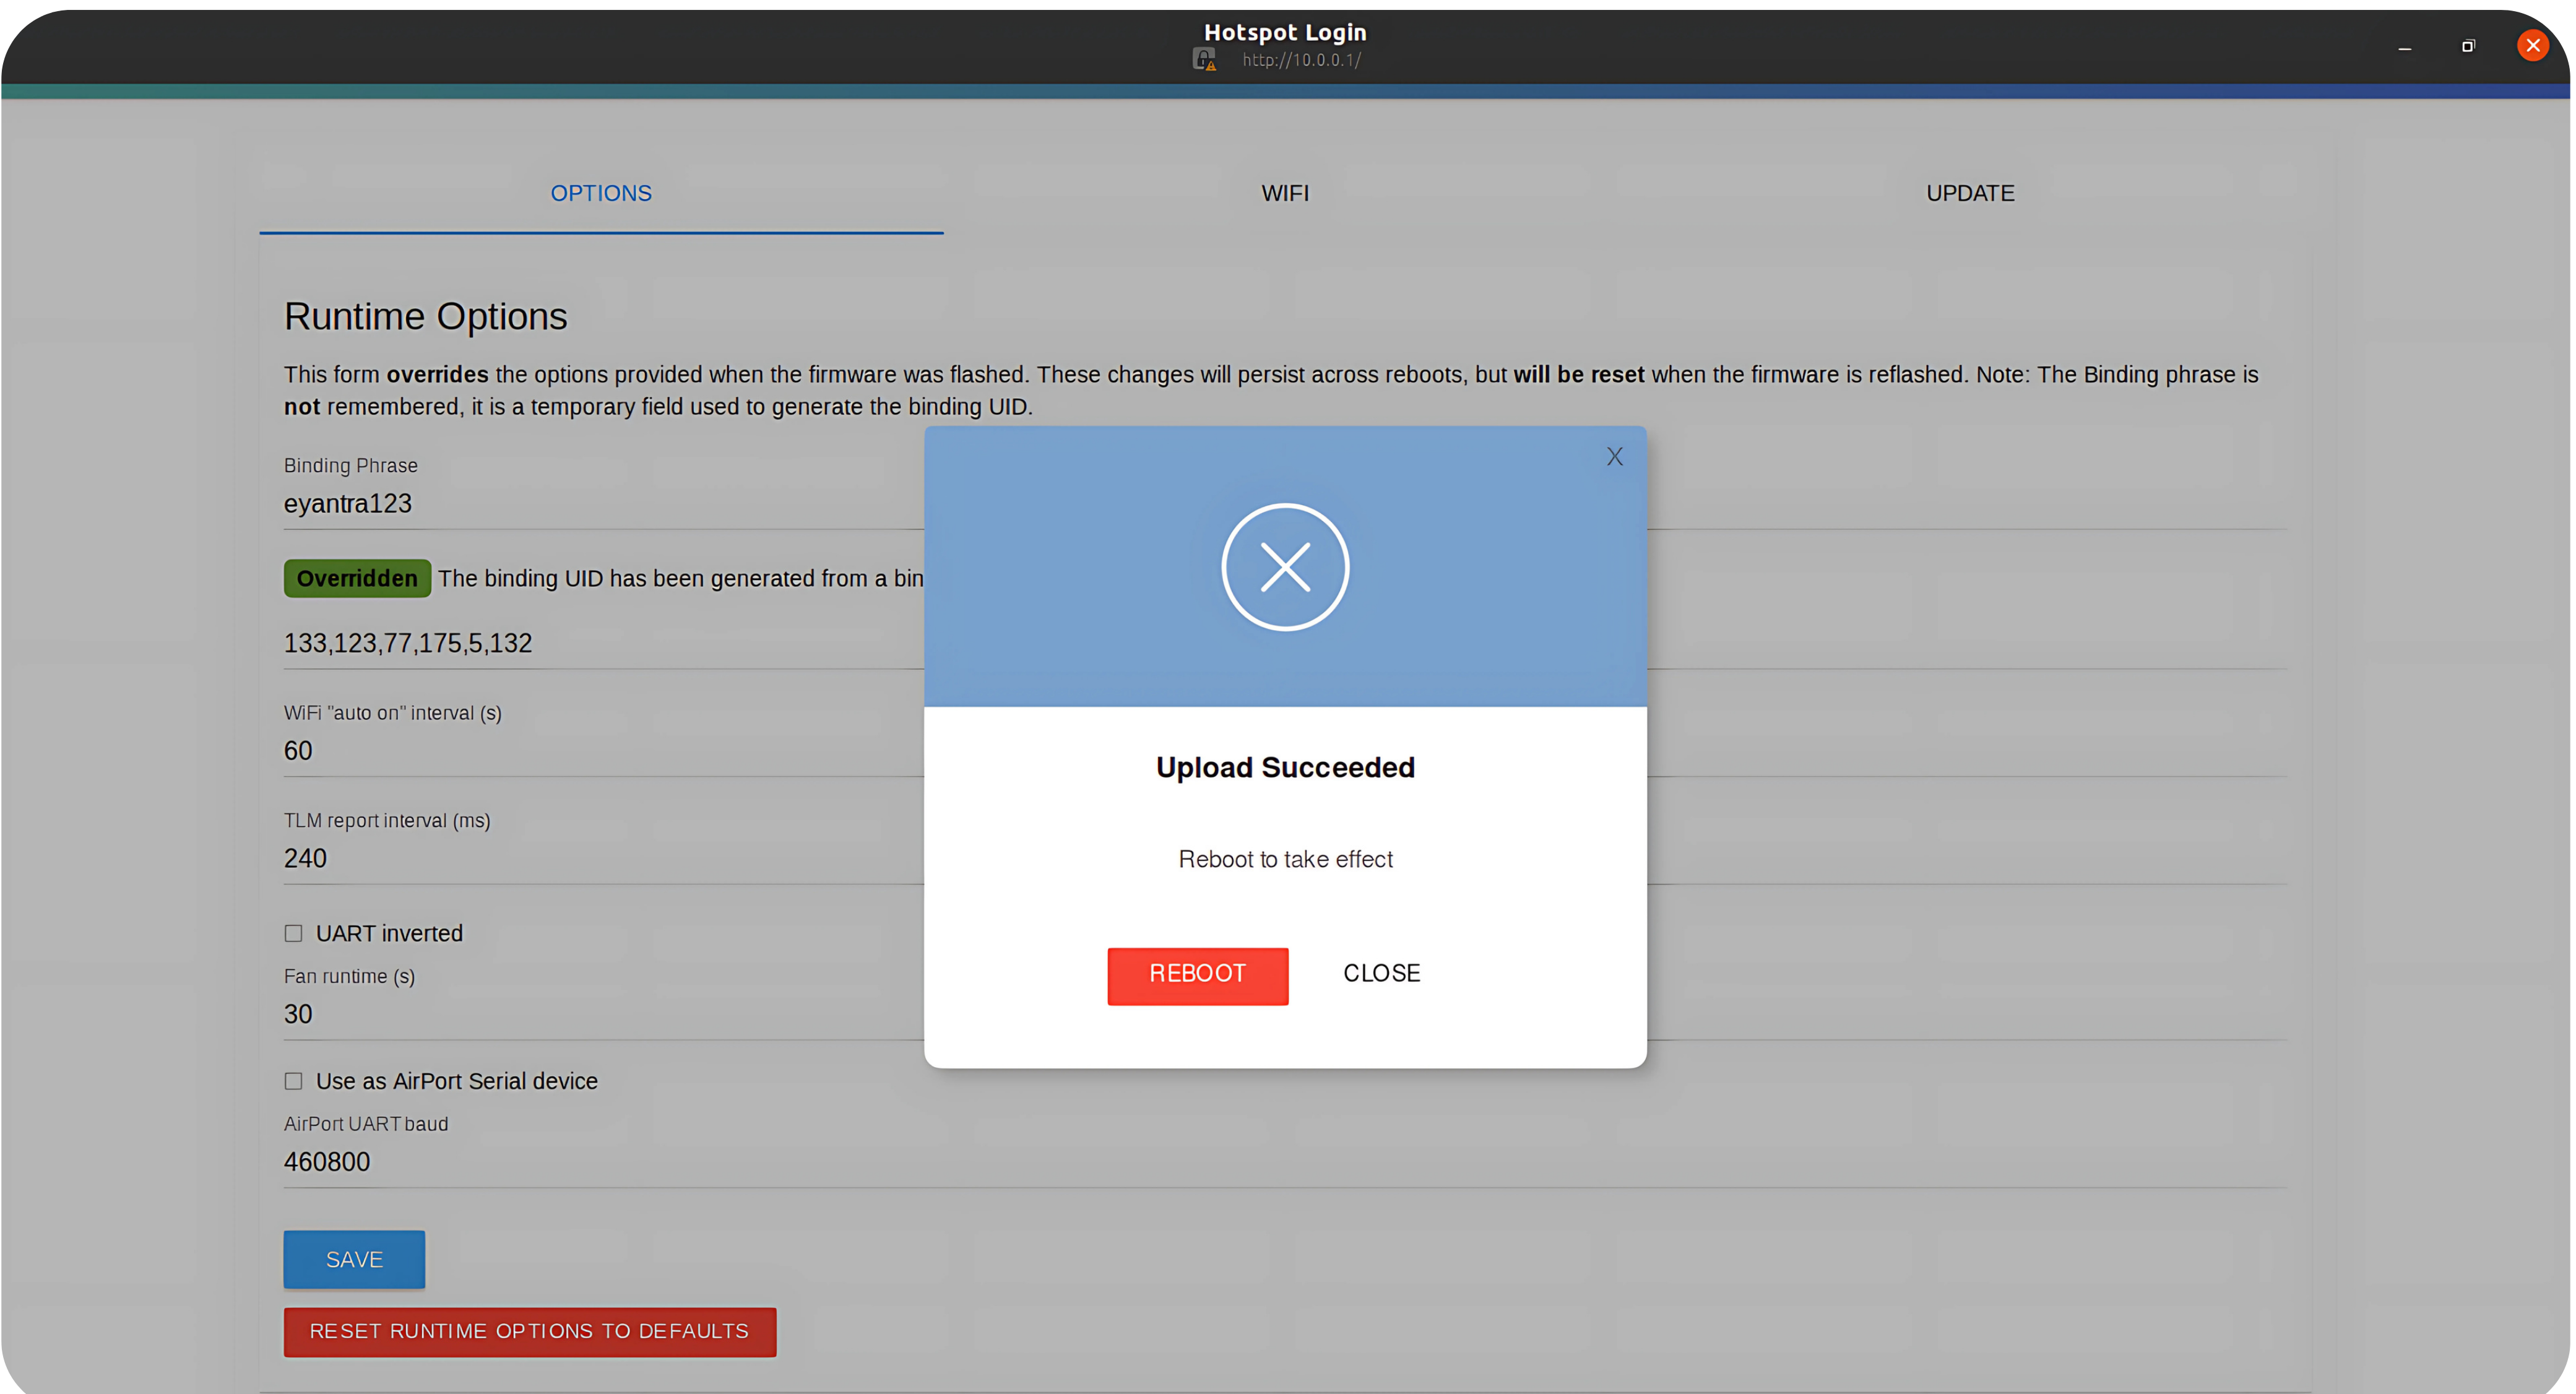 Hotspot Login
http://10.0.0.1/
OPTIONS WIFI UPDATE
Runtime Options
This form overrides the options provided when the firmware was flashed. These changes will persist across reboots, but will be reset when the firmware is reflashed. Note: The Binding phrase is
not remembered, it is a temporary field used to generate the binding UID.
Binding Phrase
eyantra123
Overridden The binding UID has been generated from a bin
133,123,77,175,5,132
WiFi "auto on" interval (s)
60
TLM report interval (ms)
240
UART inverted
Fan runtime (s)
30
Use as AirPort Serial device
AirPort UART baud
460800
SAVE
RESET RUNTIME OPTIONS TO DEFAULTS
X
Upload Succeeded
Reboot to take effect
REBOOT CLOSE